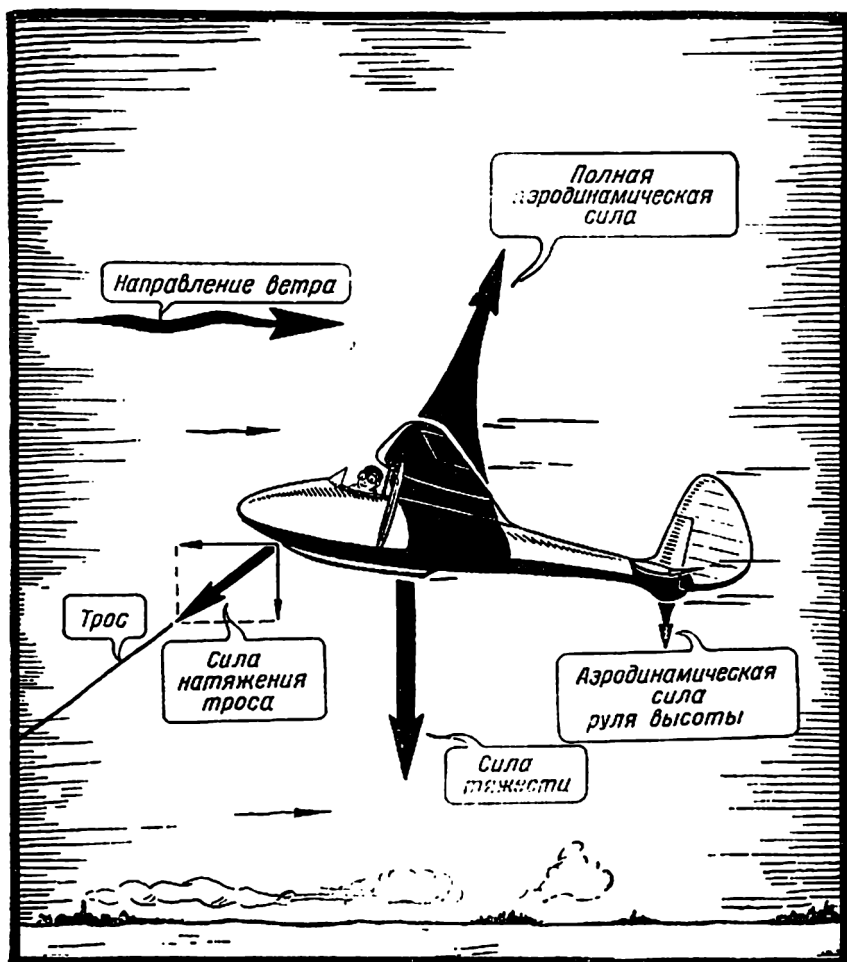 Полная
аэродинамическая
сила
Направление ветра
Трос
Сила
натяжения
троса
Аэродинамическая
сила
руля высоты
Сила
тяжести